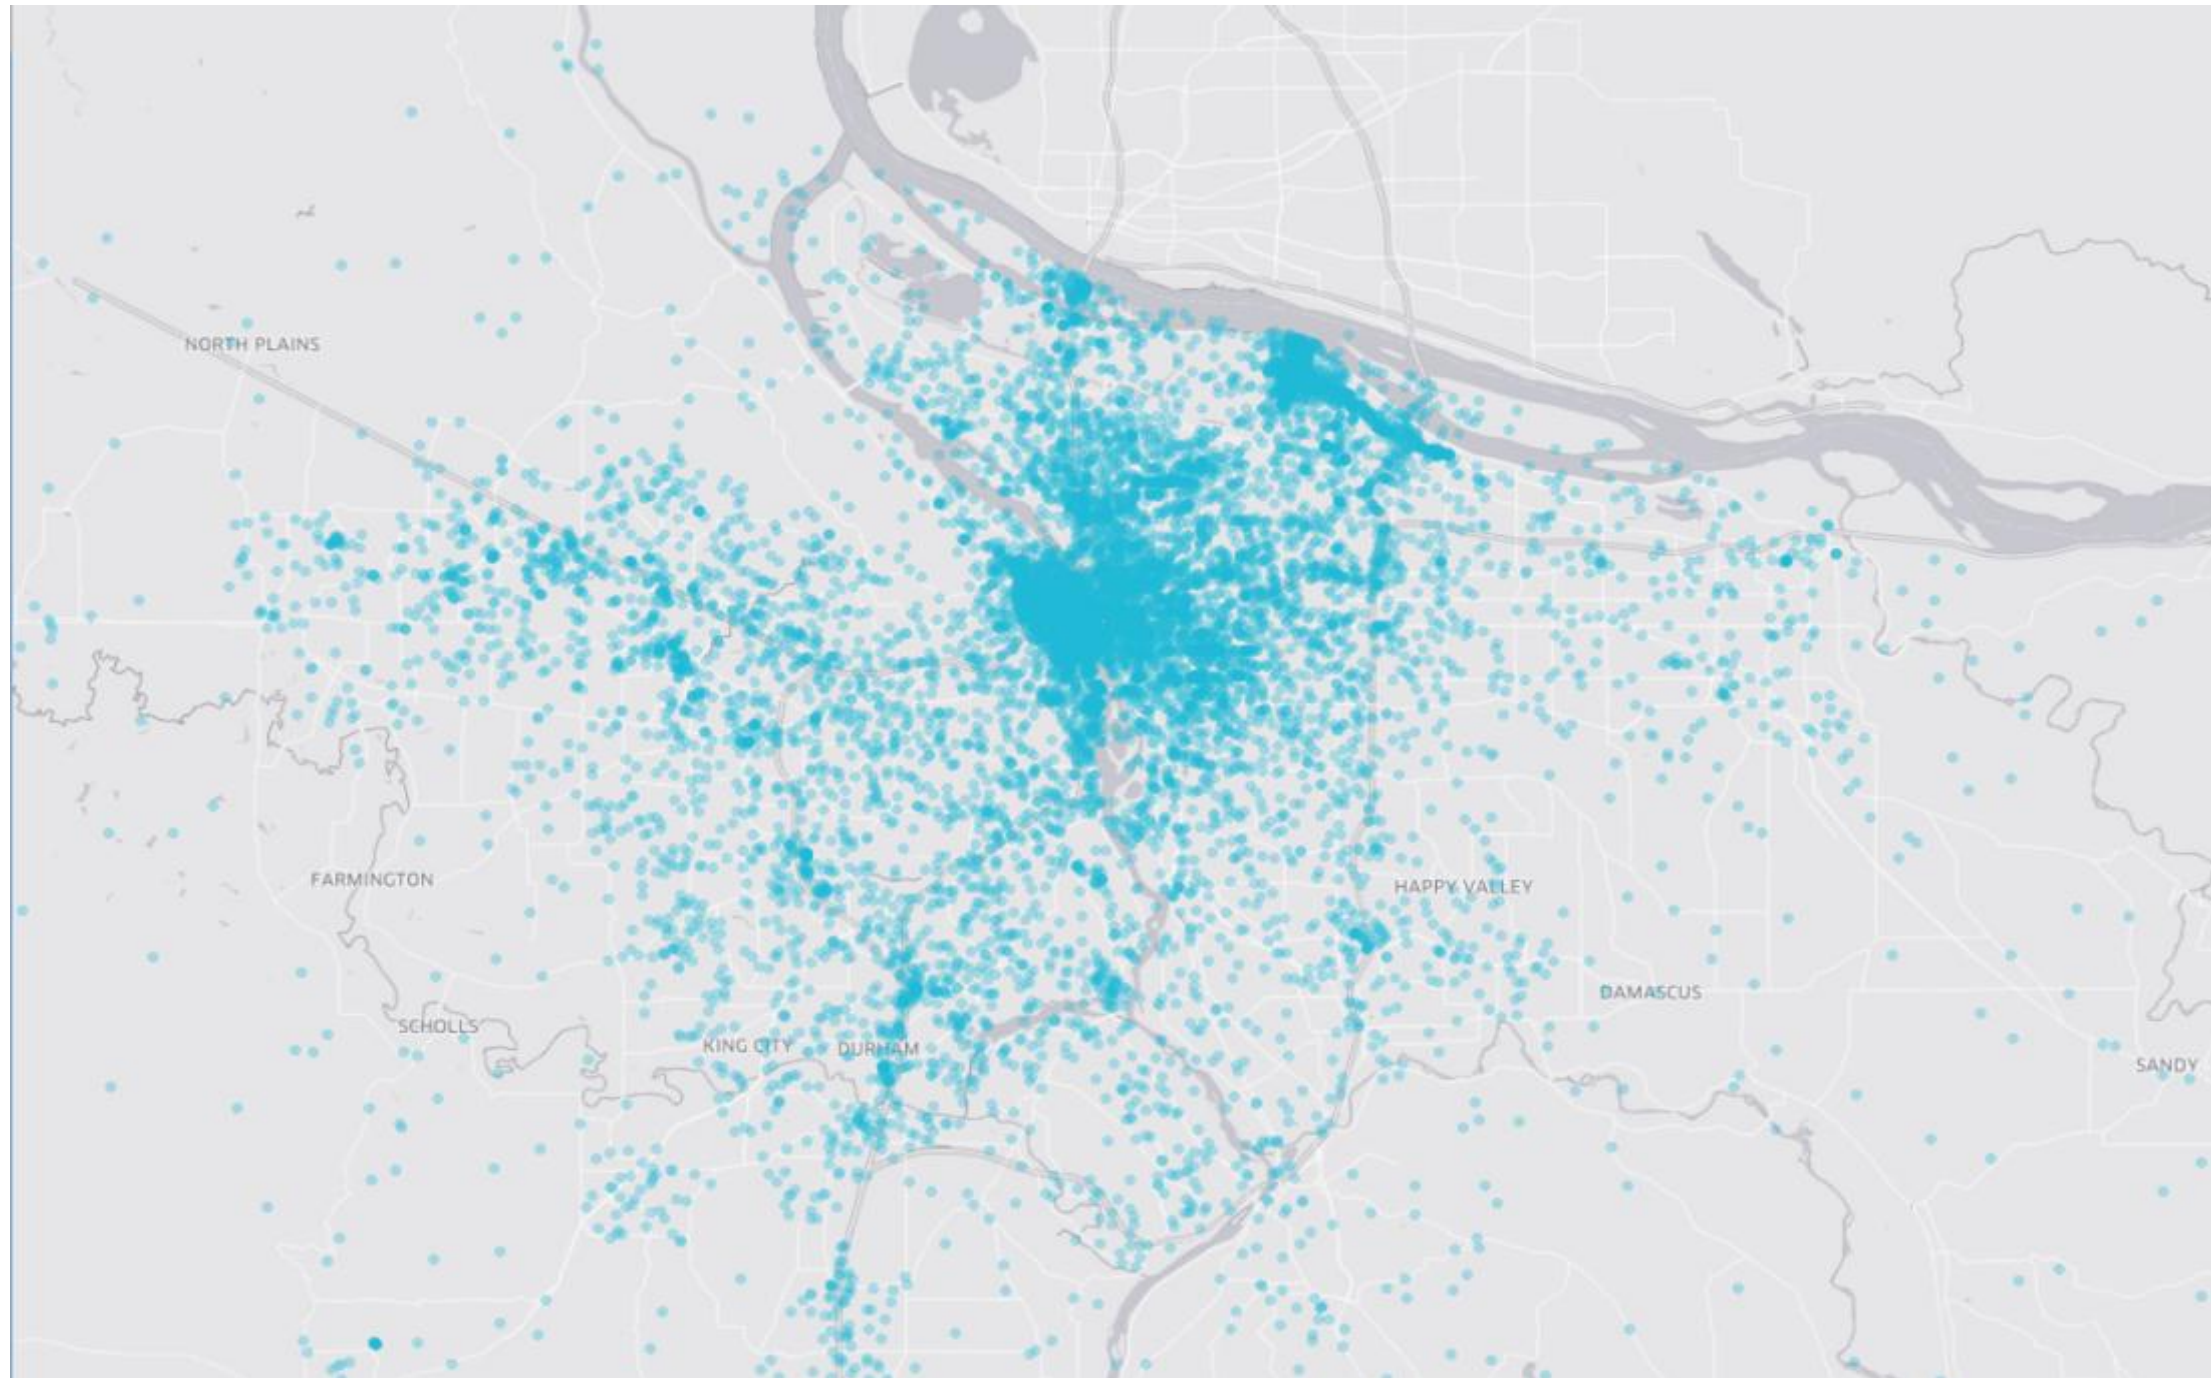 NORTH PLAINS
FARMINGTON
HAPPY VALLEY
DAMASCUS
SCHOLLS
KING CITY
DURHAM
SANDY